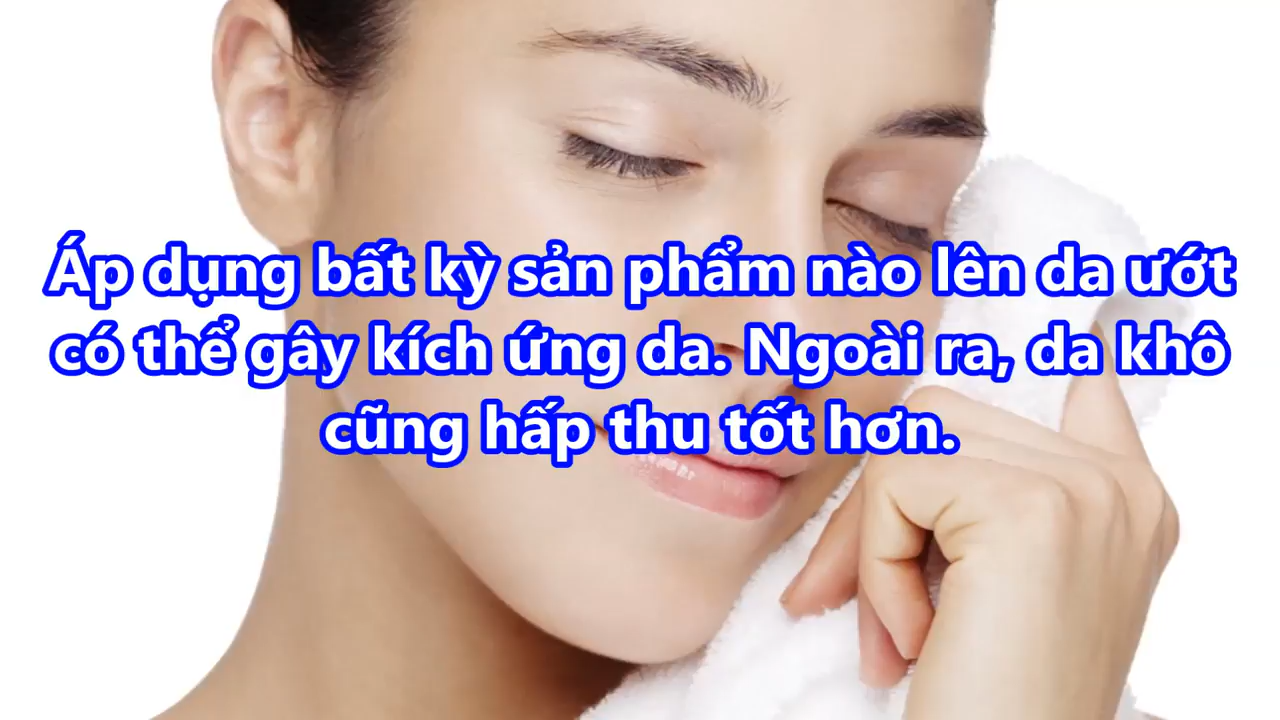 Áp dụng bất kỳ sản phẩm nào lên da ướt
có thể gây kích ứng da. Ngoài ra, da khô
cũng hấp thu tốt hơn.